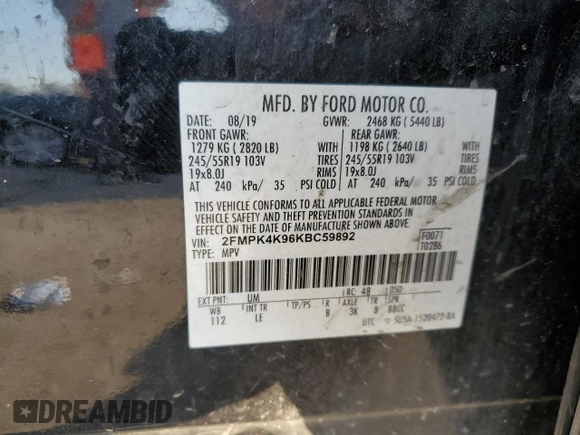 MFD. BY FORD MOTOR CO.
DATE: 08/19 GVWR: 2468 KG ( 5440 LB)
FRONT GAWR: REAR GAWR:
1279 KG ( 2820 LB) WITH 1198 KG ( 2640 LB) WITH
245/55R19 103V TIRES 245/55R19 103V TIRES
19x8.0J RIMS 19x8.0J RIMS
AT 240 kPa/ 35 PSI COLD AT 240 kPa/ 35 PSI COLD
THIS VEHICLE CONFORMS TO ALL APPLICABLE FEDERAL MOTOR
VEHICLE SAFETY AND THEFT PREVENTION STANDARDS IN
EFFECT ON THE DATE OF MANUFACTURE SHOWN ABOVE.
VIN: 2FMPK4K96KBC59892 F0071
TYPE: MPV T0286
EXT PNT: UM RC: 48 DSO:
WB INT TR TP/PS R AXLE TR SPR
112 LE B 3K 8 BBCC
UTC
DREAMBID